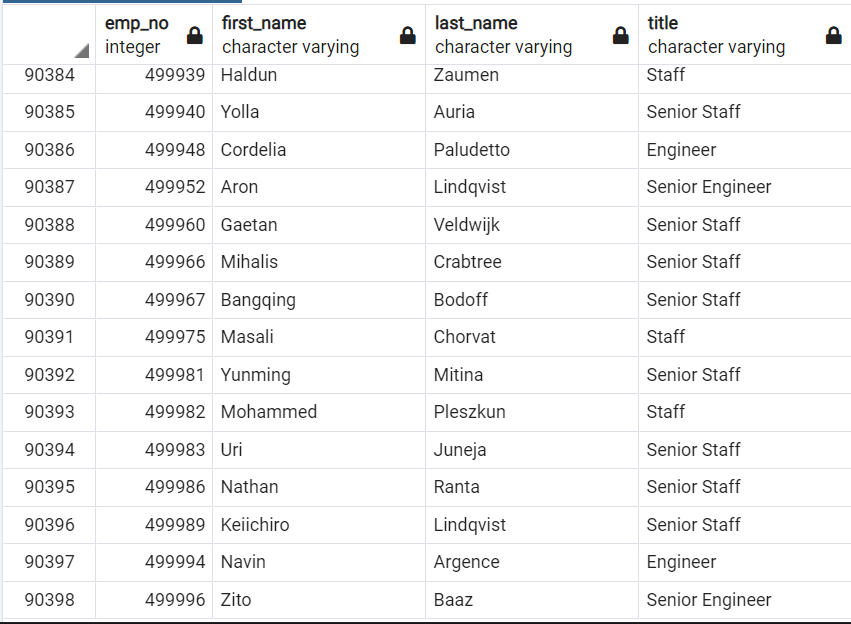 emp_no first_name last_name title
integer character varying character varying character varying
90384 499939 Haldun Zaumen Staff
90385 499940 Yolla Auria Senior Staff
90386 499948 Cordelia Paludetto Engineer
90387 499952 Aron Lindqvist Senior Engineer
90388 499960 Gaetan Veldwijk Senior Staff
90389 499966 Mihalis Crabtree Senior Staff
90390 499967 Bangqing Bodoff Senior Staff
90391 499975 Masali Chorvat Staff
90392 499981 Yunming Mitina Senior Staff
90393 499982 Mohammed Pleszkun Staff
90394 499983 Uri Juneja Senior Staff
90395 499986 Nathan Ranta Senior Staff
90396 499989 Keiichiro Lindqvist Senior Staff
90397 499994 Navin Argence Engineer
90398 499996 Zito Baaz Senior Engineer